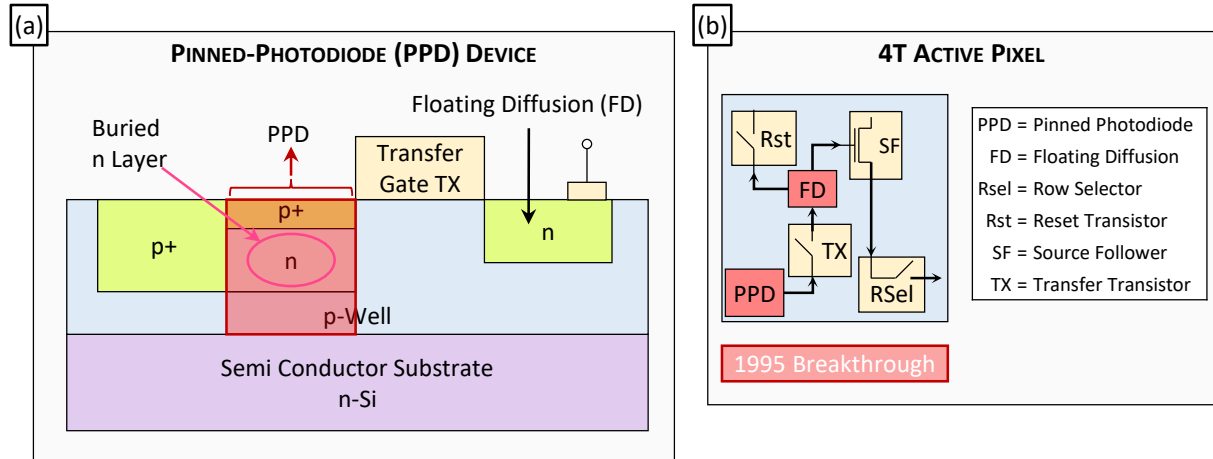 (a)
PINNED-PHOTODIODE (PPD) DEVICE
Floating Diffusion (FD)
Buried
n Layer
PPD
Transfer
Gate TX
p+
p+
n
n
p-Well
Semi Conductor Substrate
n-Si
(b)
4T ACTIVE PIXEL
Rst
SF
FD
TX
PPD
RSel
PPD = Pinned Photodiode
FD = Floating Diffusion
Rsel = Row Selector
Rst = Reset Transistor
SF = Source Follower
TX = Transfer Transistor
1995 Breakthrough